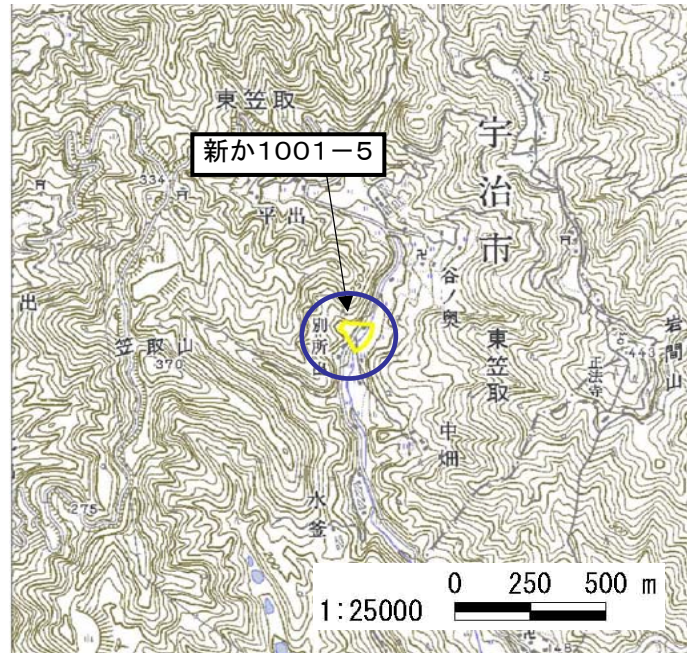 東笠取
415
新か1001-5
宇治市
334
平出
谷ノ奥
出
別所出
笠取山
370
東笠取
岩間山
443
正法寺
中畑
水釜
275
0 250 500 m
1:25000